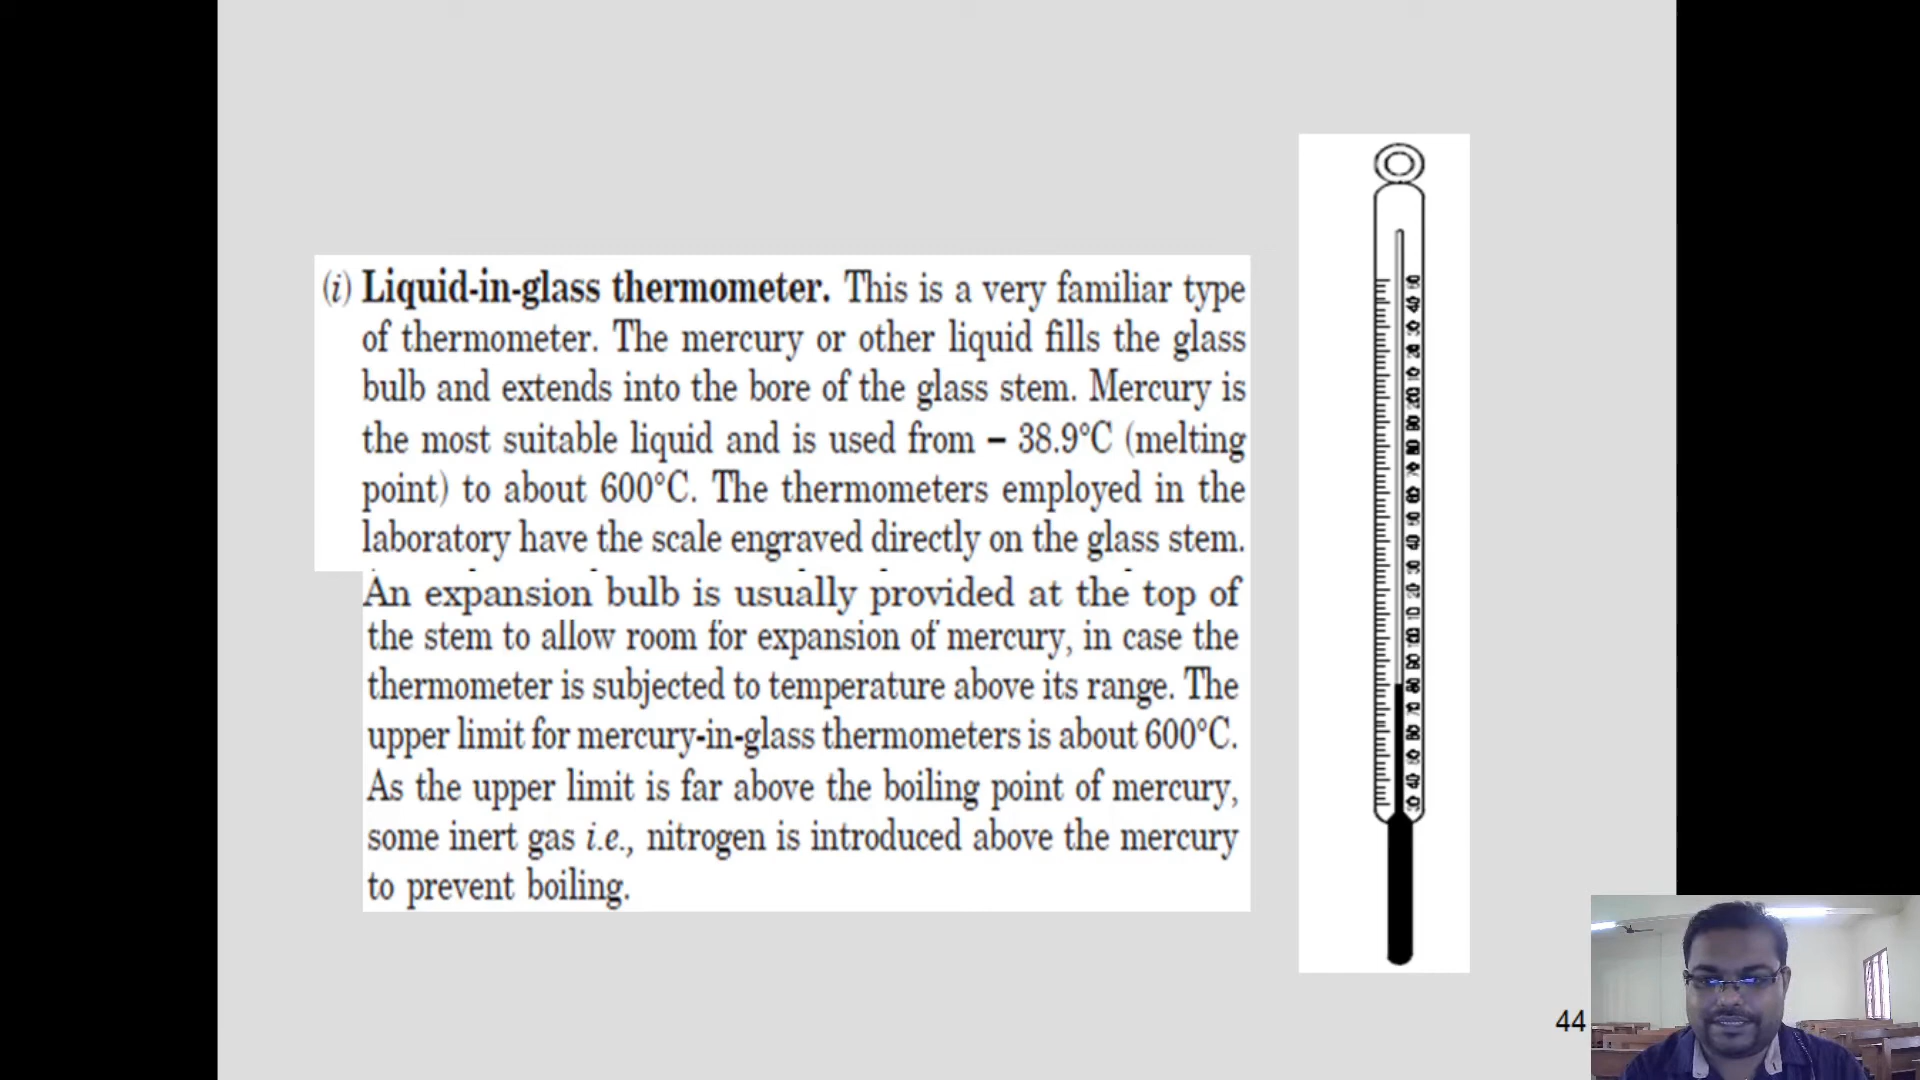 (i) Liquid-in-glass thermometer. This is a very familiar type
of thermometer. The mercury or other liquid fills the glass
bulb and extends into the bore of the glass stem. Mercury is
the most suitable liquid and is used from – 38.9°C (melting
point) to about 600°C. The thermometers employed in the
laboratory have the scale engraved directly on the glass stem.
An expansion bulb is usually provided at the top of
the stem to allow room for expansion of mercury, in case the
thermometer is subjected to temperature above its range. The
upper limit for mercury-in-glass thermometers is about 600°C.
As the upper limit is far above the boiling point of mercury,
some inert gas i.e., nitrogen is introduced above the mercury
to prevent boiling.
44